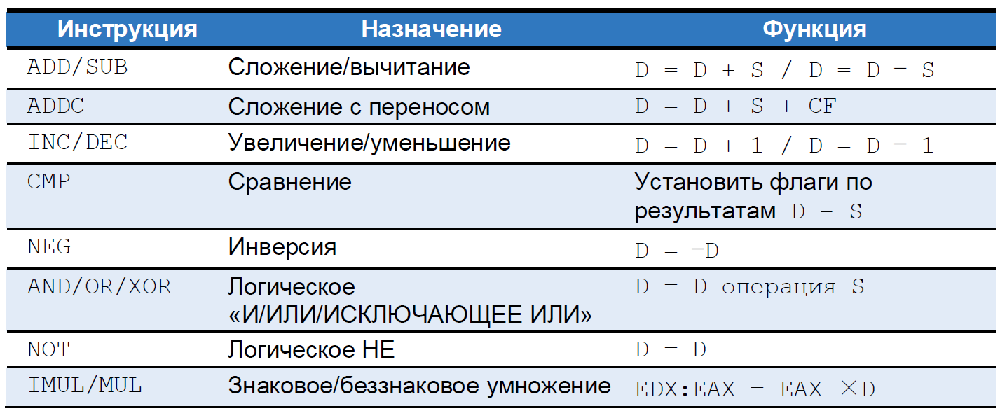 Инструкция Назначение Функция
ADD/SUB Сложение/вычитание D = D + S / D = D − S
ADDC Сложение с переносом D = D + S + CF
INC/DEC Увеличение/уменьшение D = D + 1 / D = D − 1
CMP Сравнение Установить флаги по
результатам D − S
NEG Инверсия D = −D
AND/OR/XOR Логическое D = D операция S
«И/ИЛИ/ИСКЛЮЧАЮЩЕЕ ИЛИ»
NOT Логическое НЕ D = D̅
IMUL/MUL Знаковое/беззнаковое умножение EDX:EAX = EAX ×D